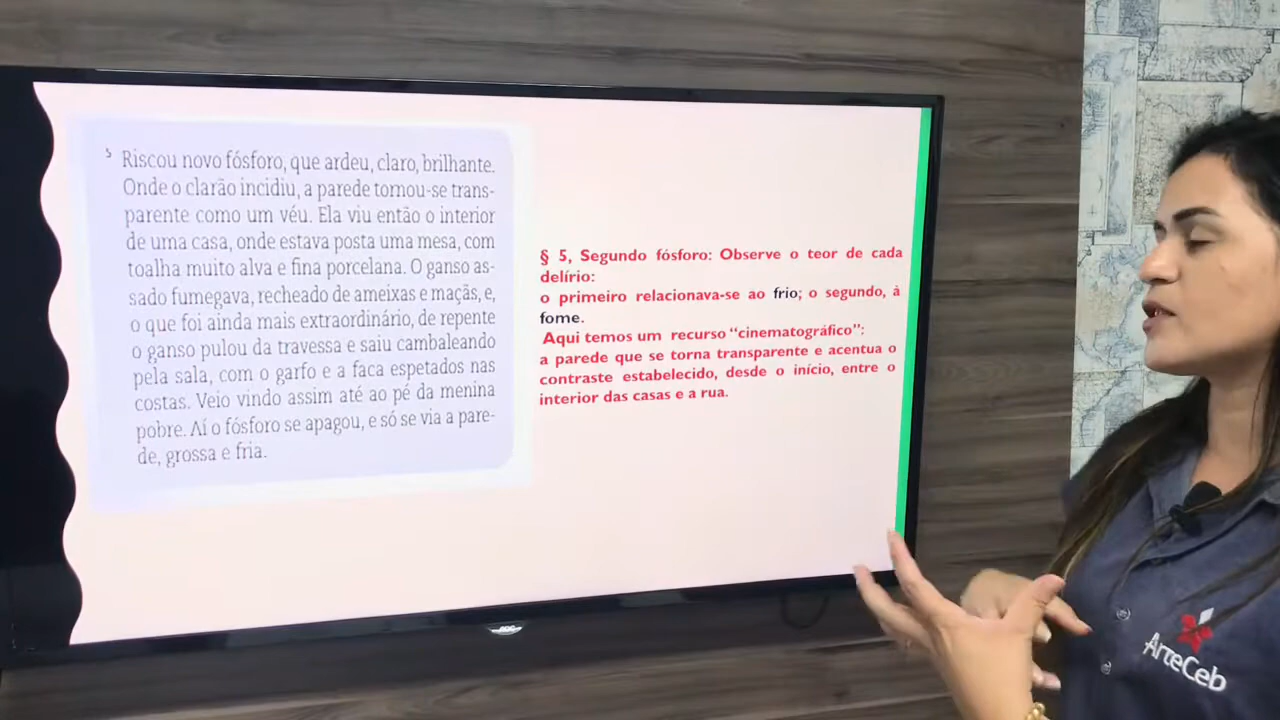 5 Riscou novo fósforo, que ardeu, claro, brilhante.
Onde o clarão incidiu, a parede tornou-se trans-
parente como um véu. Ela viu então o interior
de uma casa, onde estava posta uma mesa, com
toalha muito alva e fina porcelana. O ganso as-
sado fumegava, recheado de ameixas e maçãs, e,
o que foi ainda mais extraordinário, de repente
o ganso pulou da travessa e saiu cambaleando
pela sala, com o garfo e a faca espetados nas
costas. Veio vindo assim até ao pé da menina
pobre. Aí o fósforo se apagou, e só se via a pare-
de, grossa e fria.
§ 5, Segundo fósforo: Observe o teor de cada
delírio:
o primeiro relacionava-se ao frio; o segundo, à
fome.
Aqui temos um recurso “cinematográfico”:
a parede que se torna transparente e acentua o
contraste estabelecido, desde o início, entre o
interior das casas e a rua.
AOC
ArteCeb